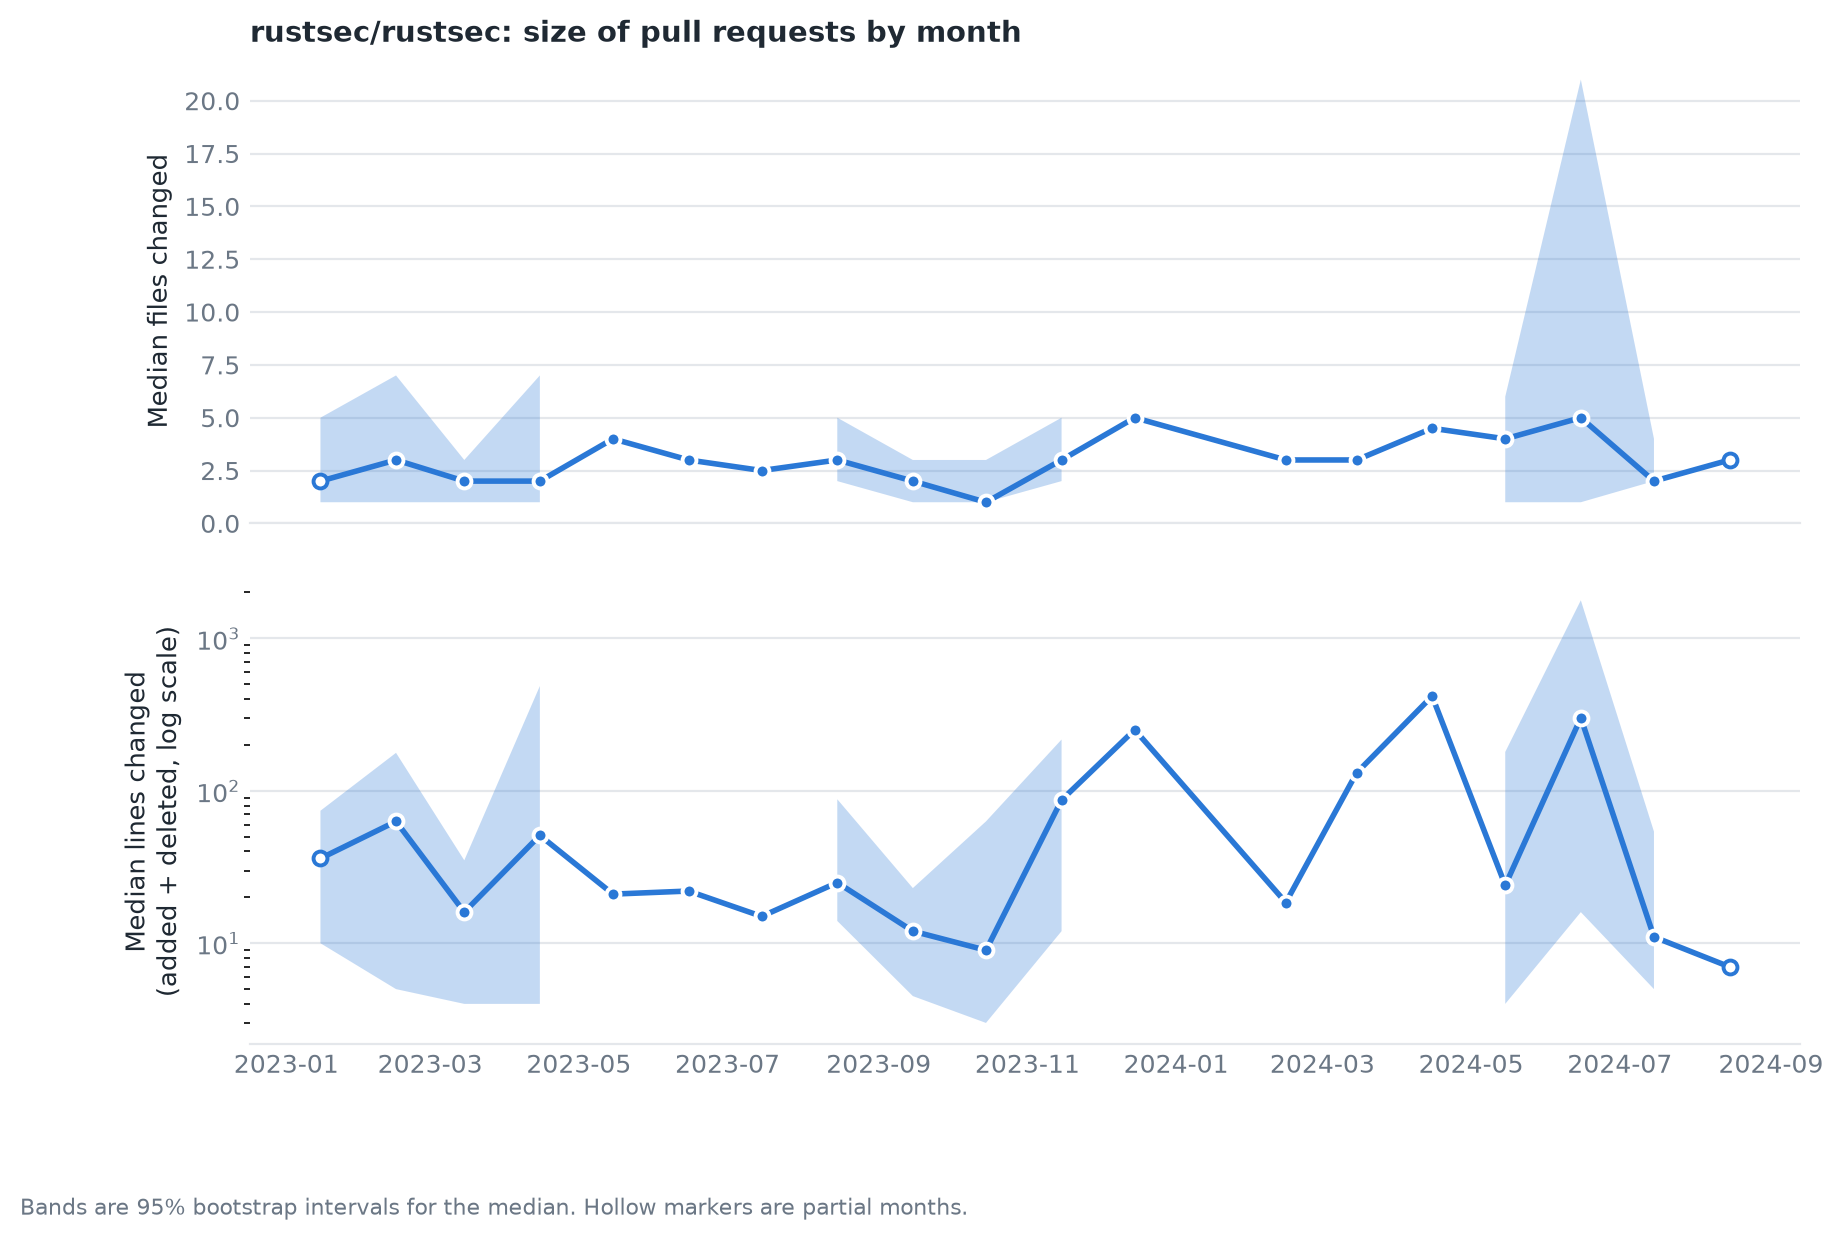 rustsec/rustsec: size of pull requests by month
Median files changed
20.0
17.5
15.0
12.5
10.0
7.5
5.0
2.5
0.0
Median lines changed
(added + deleted, log scale)
10³
10²
10¹
2023-01 2023-03 2023-05 2023-07 2023-09 2023-11 2024-01 2024-03 2024-05 2024-07 2024-09
Bands are 95% bootstrap intervals for the median. Hollow markers are partial months.